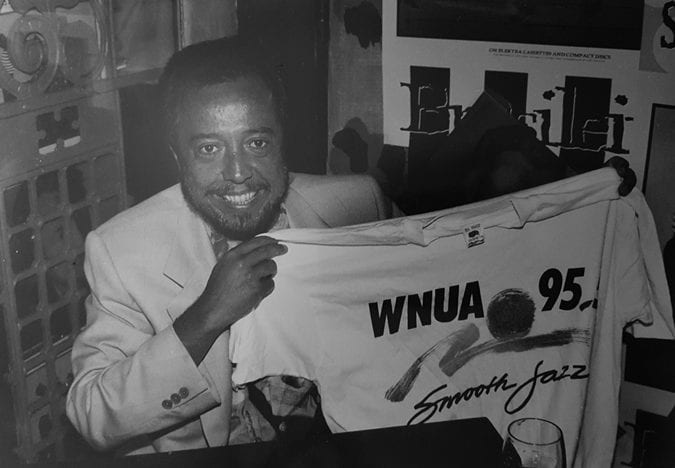 ON ELEKTRA CASSETTES AND COMPACT DISCS
WNUA 95.
Smooth Jazz